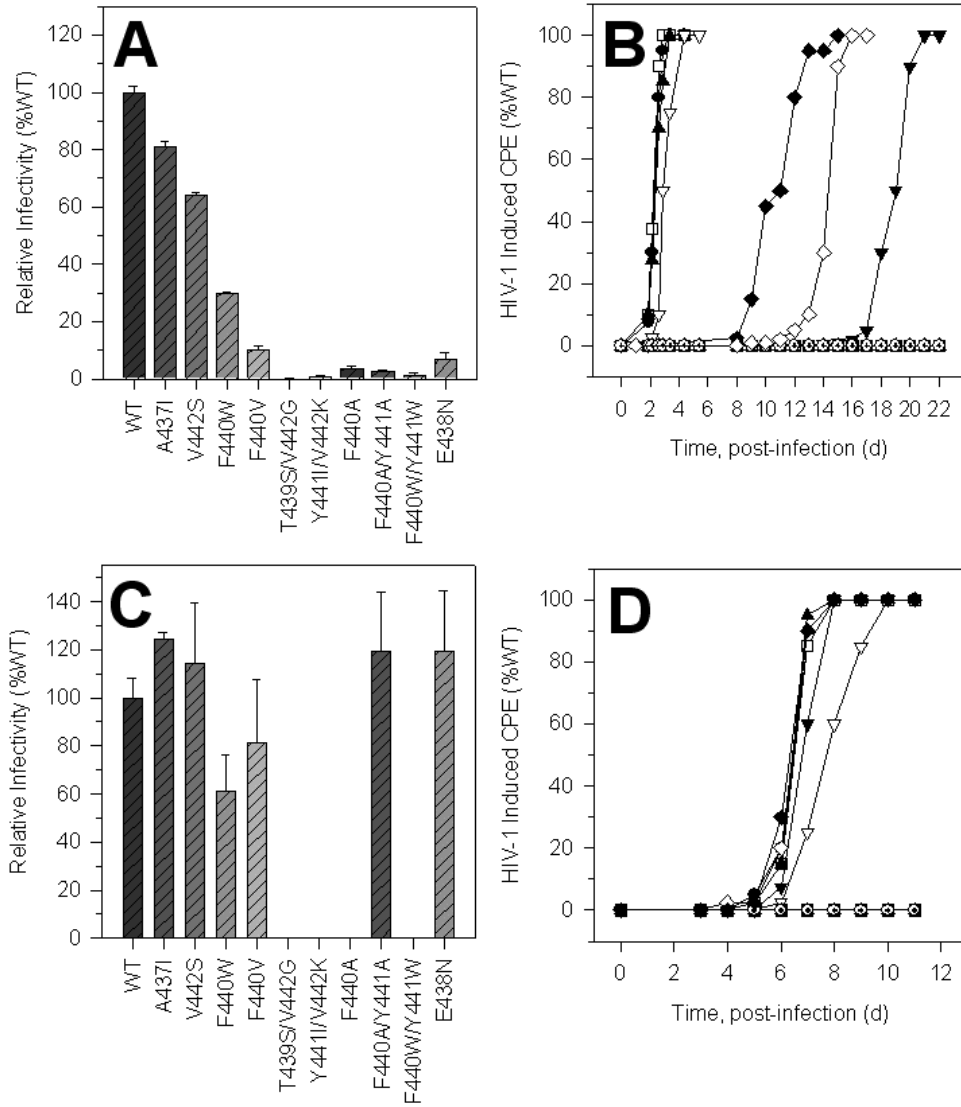 A
Relative Infectivity (%WT)
120
100
80
60
40
20
0
WT
A437I
V442S
F440W
F440V
T439S/V442G
Y441I/V442K
F440A
F440A/Y441A
F440W/Y441W
E438N
B
HIV-1 Induced CPE (%WT)
100
80
60
40
20
0
0 2 4 6 8 10 12 14 16 18 20 22
Time, post-infection (d)
C
Relative Infectivity (%WT)
140
120
100
80
60
40
20
0
WT
A437I
V442S
F440W
F440V
T439S/V442G
Y441I/V442K
F440A
F440A/Y441A
F440W/Y441W
E438N
D
HIV-1 Induced CPE (%WT)
100
80
60
40
20
0
0 2 4 6 8 10 12
Time, post-infection (d)